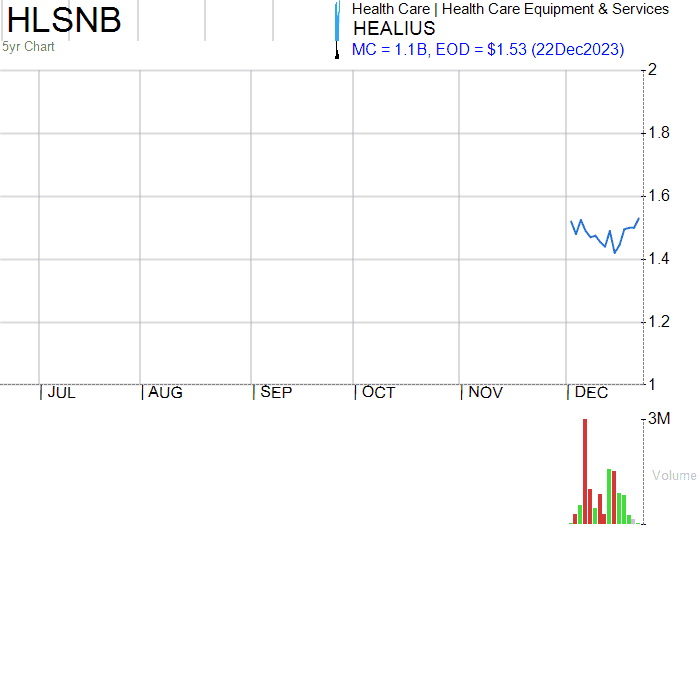 HLSNB
5yr Chart
Health Care | Health Care Equipment & Services
HEALIUS
MC = 1.1B, EOD = $1.53 (22Dec2023)
2
1.8
1.6
1.4
1.2
1
JUL
AUG
SEP
OCT
NOV
DEC
3M
Volume